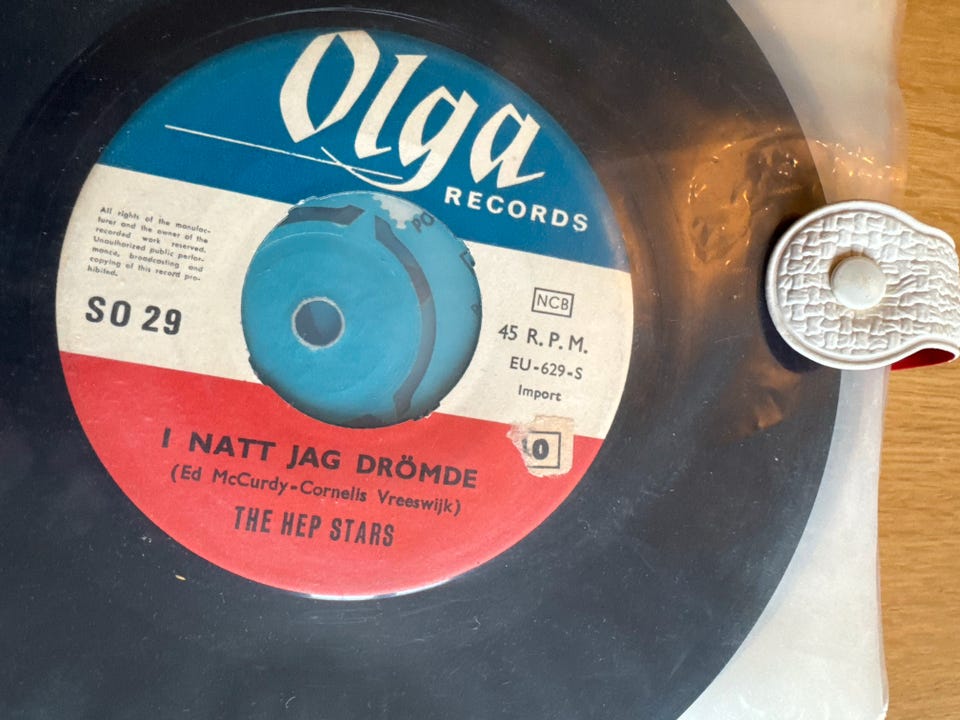 Olga
RECORDS
All rights of the manufac-
turer and the owner of the
recorded work reserved.
Unauthorized public perfor-
mance, broadcasting and
copying of this record pro-
hibited.
SO 29
PO
NCB
45 R.P.M.
EU-629-S
Import
I NATT JAG DRÖMDE
(Ed McCurdy-Cornelis Vreeswijk)
THE HEP STARS